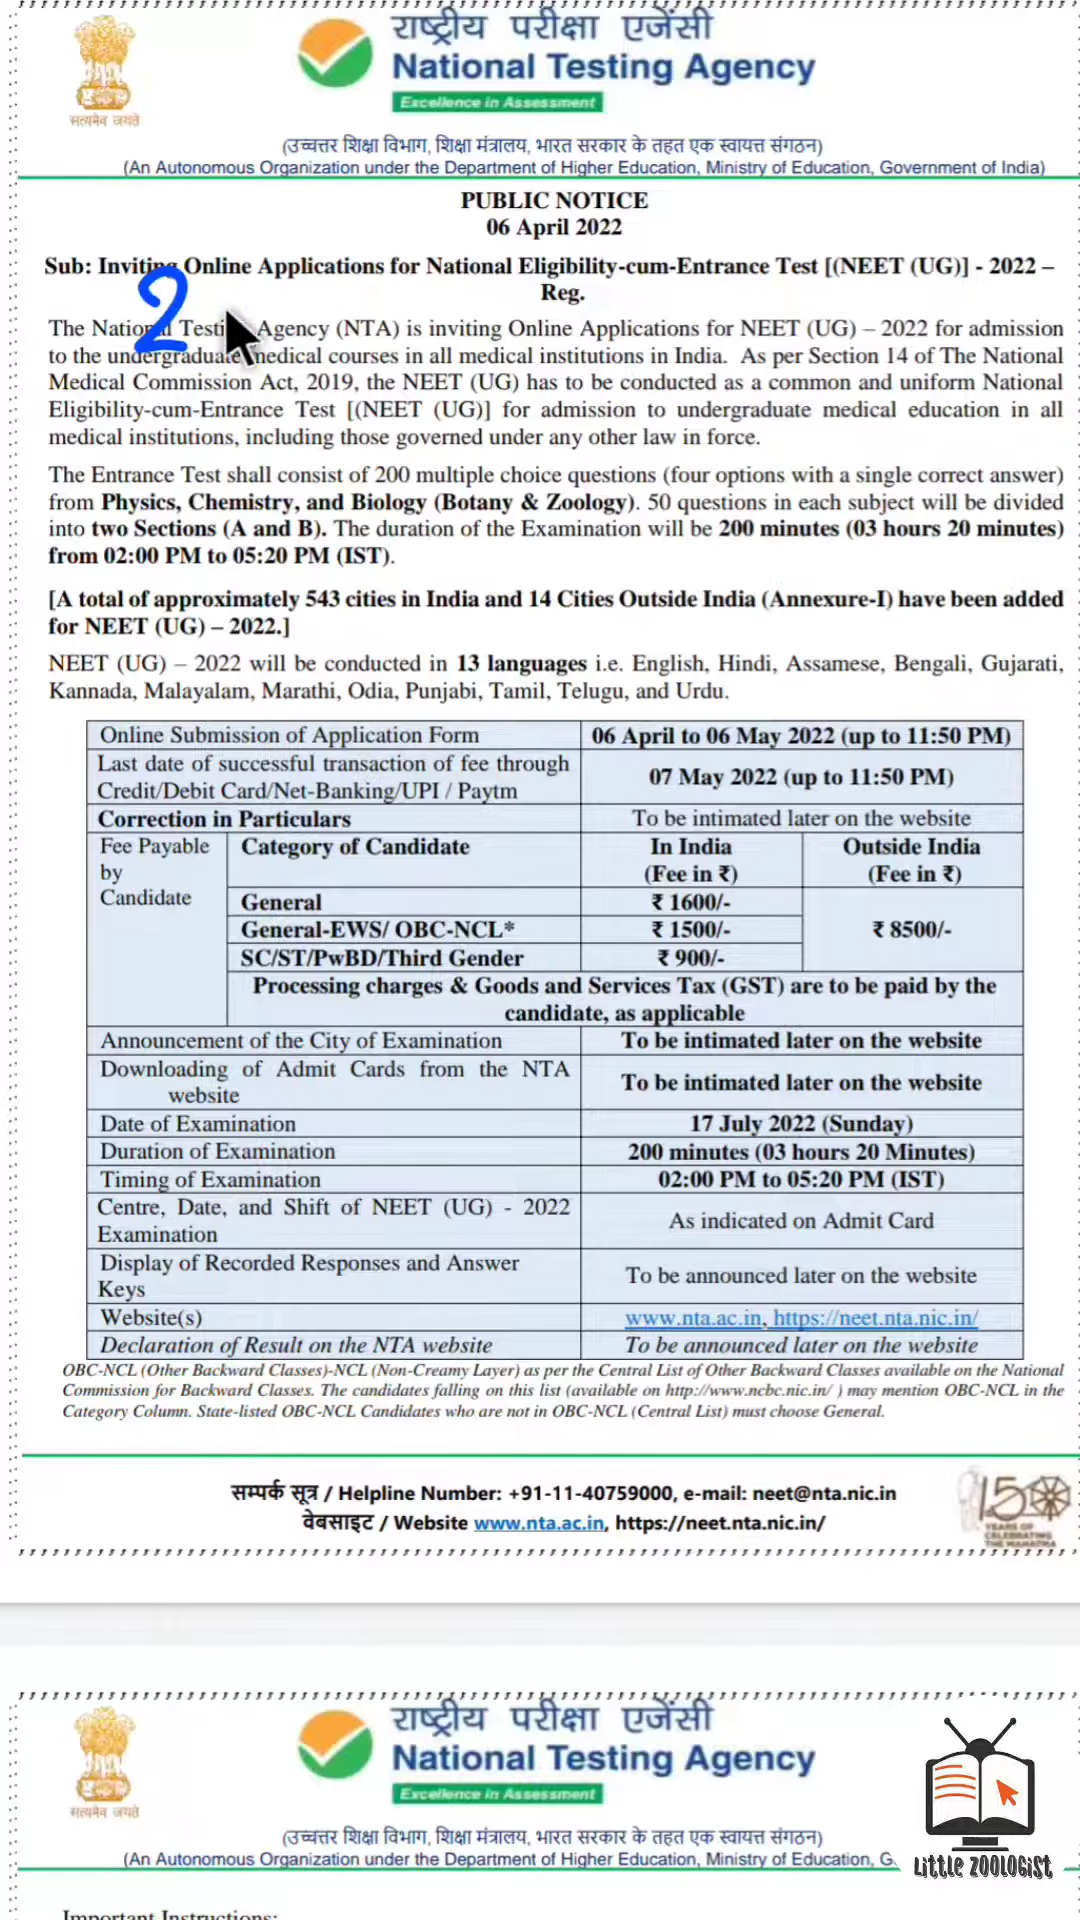 राष्ट्रीय परीक्षा एजेंसी
National Testing Agency
Excellence in Assessment
सत्यमेव जयते
(उच्चतर शिक्षा विभाग, शिक्षा मंत्रालय, भारत सरकार के तहत एक स्वायत्त संगठन)
(An Autonomous Organization under the Department of Higher Education, Ministry of Education, Government of India)
PUBLIC NOTICE
06 April 2022
Sub: Inviting Online Applications for National Eligibility-cum-Entrance Test [(NEET (UG)] - 2022 –
Reg.
2
The National Testing Agency (NTA) is inviting Online Applications for NEET (UG) – 2022 for admission
to the undergraduate medical courses in all medical institutions in India. As per Section 14 of The National
Medical Commission Act, 2019, the NEET (UG) has to be conducted as a common and uniform National
Eligibility-cum-Entrance Test [(NEET (UG)] for admission to undergraduate medical education in all
medical institutions, including those governed under any other law in force.
The Entrance Test shall consist of 200 multiple choice questions (four options with a single correct answer)
from Physics, Chemistry, and Biology (Botany & Zoology). 50 questions in each subject will be divided
into two Sections (A and B). The duration of the Examination will be 200 minutes (03 hours 20 minutes)
from 02:00 PM to 05:20 PM (IST).
[A total of approximately 543 cities in India and 14 Cities Outside India (Annexure-I) have been added
for NEET (UG) – 2022.]
NEET (UG) – 2022 will be conducted in 13 languages i.e. English, Hindi, Assamese, Bengali, Gujarati,
Kannada, Malayalam, Marathi, Odia, Punjabi, Tamil, Telugu, and Urdu.
Online Submission of Application Form 06 April to 06 May 2022 (up to 11:50 PM)
Last date of successful transaction of fee through
Credit/Debit Card/Net-Banking/UPI / Paytm 07 May 2022 (up to 11:50 PM)
Correction in Particulars To be intimated later on the website
Fee Payable Category of Candidate In India Outside India
by (Fee in ₹) (Fee in ₹)
Candidate General ₹ 1600/-
General-EWS/ OBC-NCL* ₹ 1500/- ₹ 8500/-
SC/ST/PwBD/Third Gender ₹ 900/-
Processing charges & Goods and Services Tax (GST) are to be paid by the
candidate, as applicable
Announcement of the City of Examination To be intimated later on the website
Downloading of Admit Cards from the NTA
website To be intimated later on the website
Date of Examination 17 July 2022 (Sunday)
Duration of Examination 200 minutes (03 hours 20 Minutes)
Timing of Examination 02:00 PM to 05:20 PM (IST)
Centre, Date, and Shift of NEET (UG) - 2022
Examination As indicated on Admit Card
Display of Recorded Responses and Answer
Keys To be announced later on the website
Website(s) www.nta.ac.in, https://neet.nta.nic.in/
Declaration of Result on the NTA website To be announced later on the website
OBC-NCL (Other Backward Classes)-NCL (Non-Creamy Layer) as per the Central List of Other Backward Classes available on the National
Commission for Backward Classes. The candidates falling on this list (available on http://www.ncbc.nic.in/ ) may mention OBC-NCL in the
Category Column. State-listed OBC-NCL Candidates who are not in OBC-NCL (Central List) must choose General.
सम्पर्क सूत्र / Helpline Number: +91-11-40759000, e-mail: neet@nta.nic.in
वेबसाइट / Website www.nta.ac.in, https://neet.nta.nic.in/
150
YEARS OF
CELEBRATING
THE MAHATMA
राष्ट्रीय परीक्षा एजेंसी
National Testing Agency
Excellence in Assessment
सत्यमेव जयते
(उच्चतर शिक्षा विभाग, शिक्षा मंत्रालय, भारत सरकार के तहत एक स्वायत्त संगठन)
(An Autonomous Organization under the Department of Higher Education, Ministry of Education, G
LITTLE ZOOLOGIST
Important Instructions: